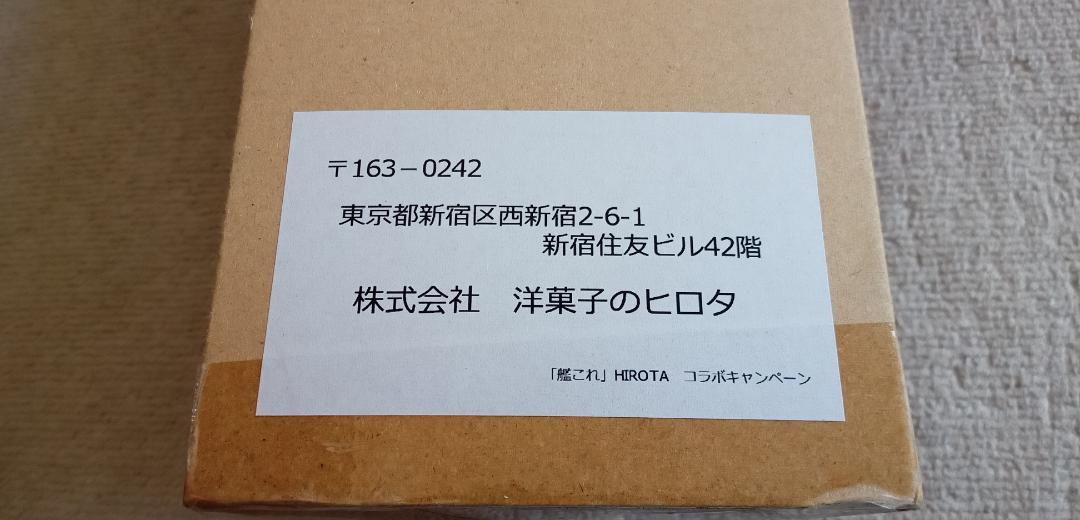 〒163－0242
東京都新宿区西新宿2-6-1
新宿住友ビル42階
株式会社　洋菓子のヒロタ
「艦これ」HIROTA　コラボキャンペーン